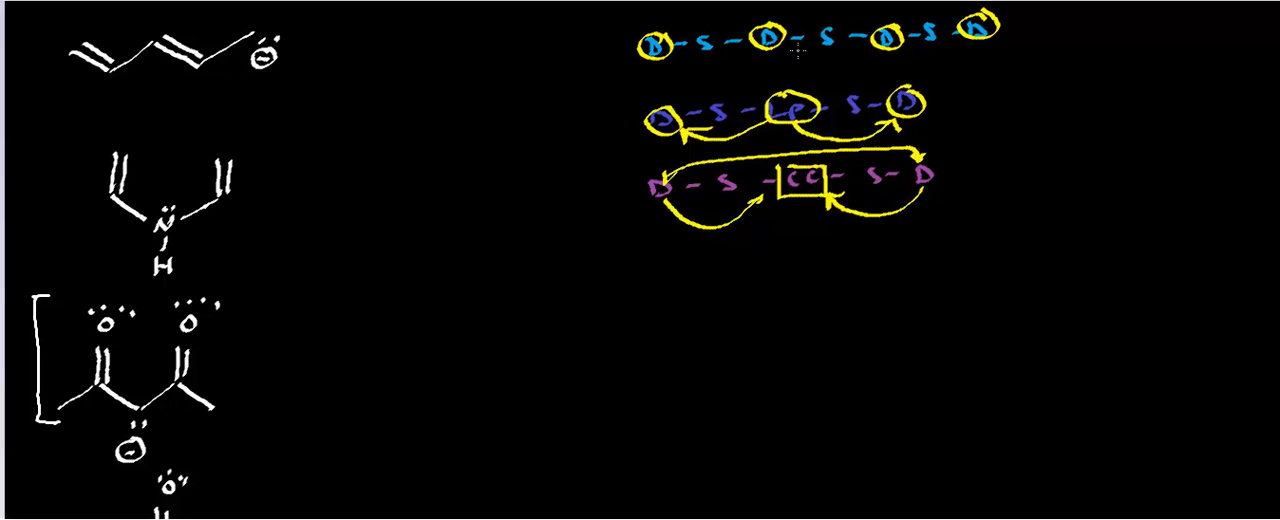 D - S - D - S - D - S - D
D - S - LP - S - D
D - S - CC - S - D
N
H
O O
O